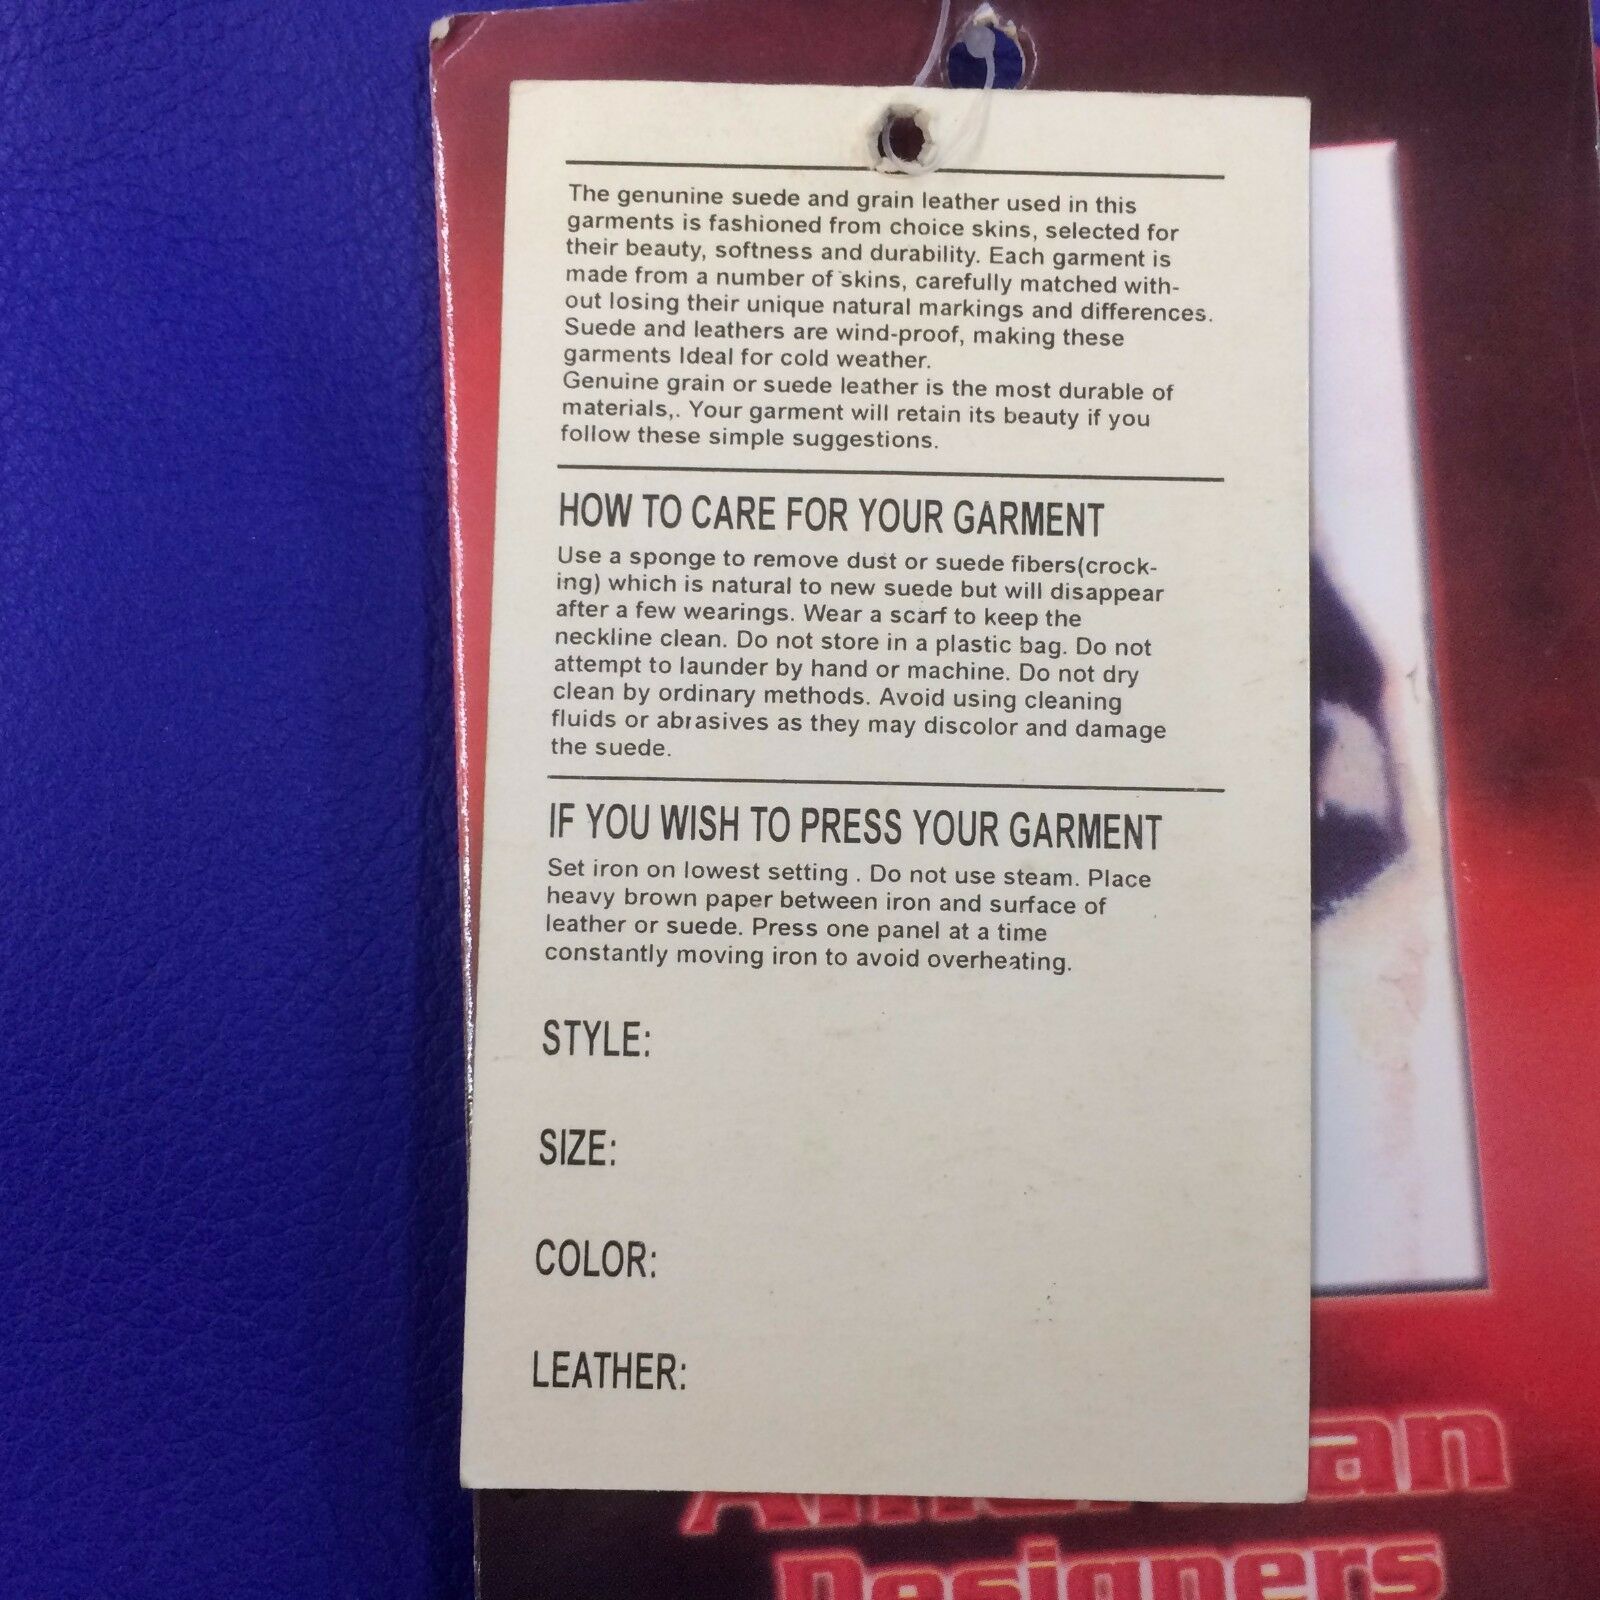 The genunine suede and grain leather used in this
garments is fashioned from choice skins, selected for
their beauty, softness and durability. Each garment is
made from a number of skins, carefully matched with-
out losing their unique natural markings and differences.
Suede and leathers are wind-proof, making these
garments Ideal for cold weather.
Genuine grain or suede leather is the most durable of
materials,. Your garment will retain its beauty if you
follow these simple suggestions.
HOW TO CARE FOR YOUR GARMENT
Use a sponge to remove dust or suede fibers(crock-
ing) which is natural to new suede but will disappear
after a few wearings. Wear a scarf to keep the
neckline clean. Do not store in a plastic bag. Do not
attempt to launder by hand or machine. Do not dry
clean by ordinary methods. Avoid using cleaning
fluids or abrasives as they may discolor and damage
the suede.
IF YOU WISH TO PRESS YOUR GARMENT
Set iron on lowest setting . Do not use steam. Place
heavy brown paper between iron and surface of
leather or suede. Press one panel at a time
constantly moving iron to avoid overheating.
STYLE:
SIZE:
COLOR:
LEATHER:
American
Designers